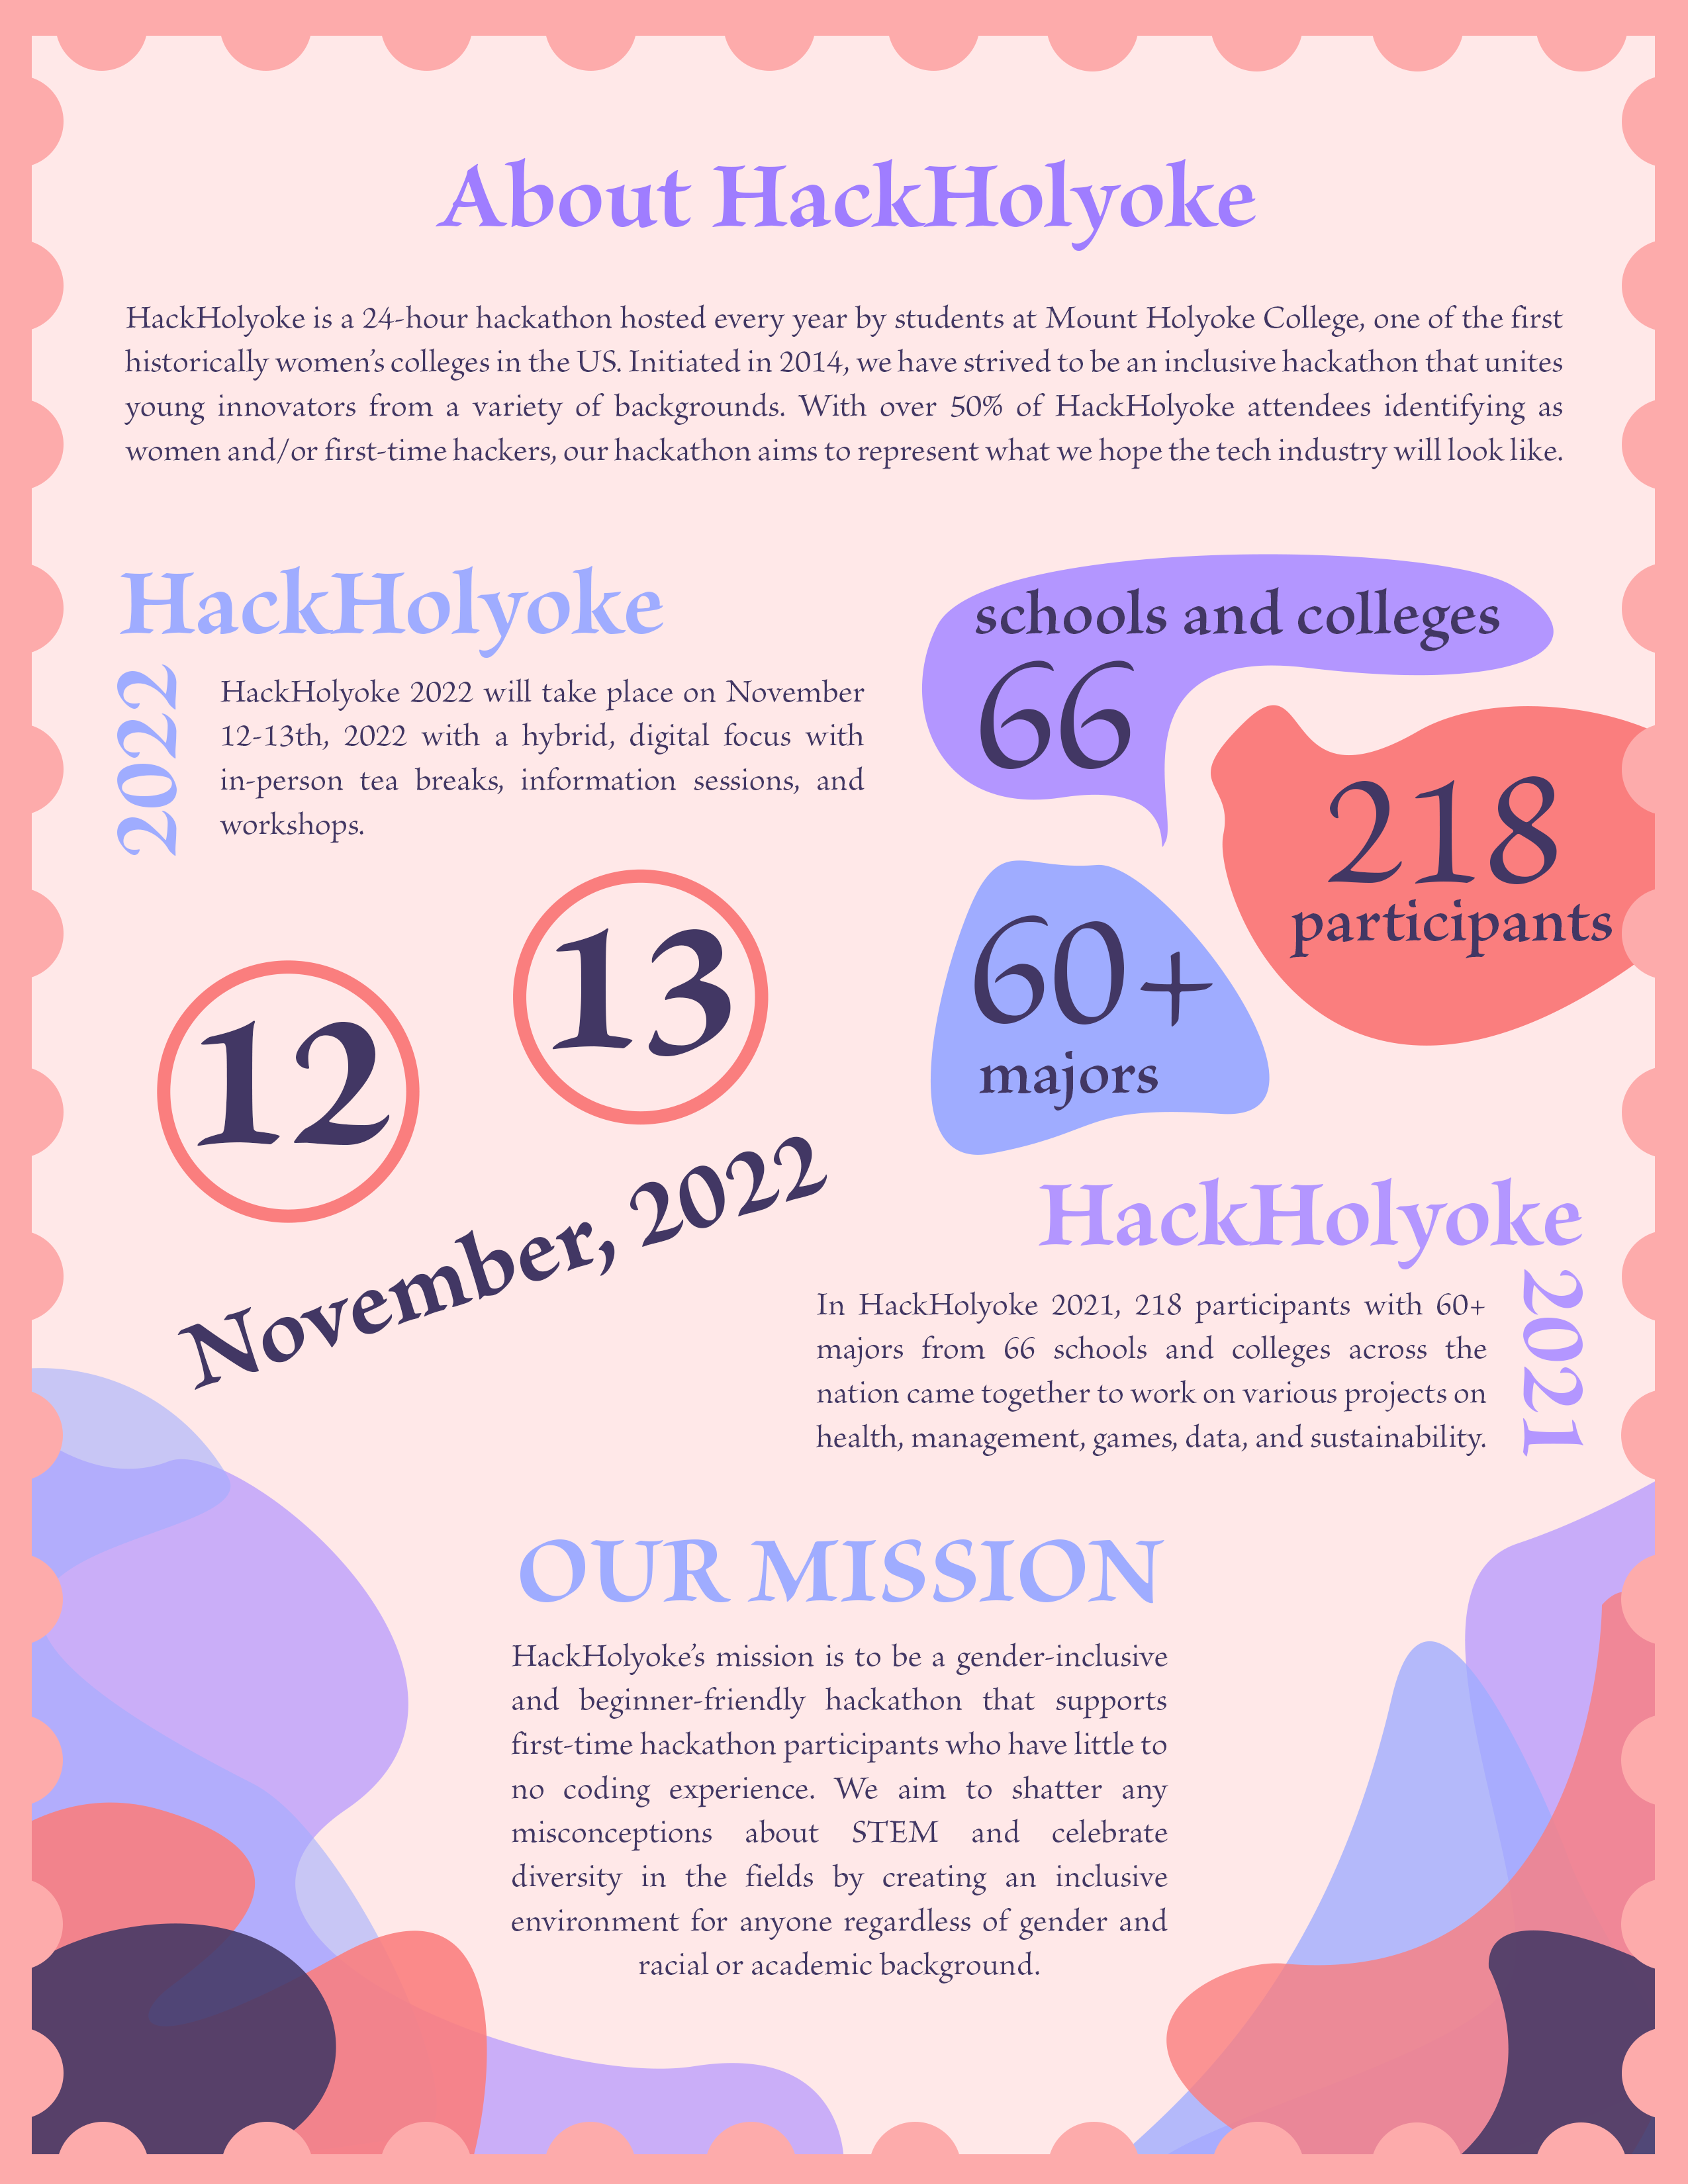 About HackHolyoke
HackHolyoke is a 24-hour hackathon hosted every year by students at Mount Holyoke College, one of the first
historically women’s colleges in the US. Initiated in 2014, we have strived to be an inclusive hackathon that unites
young innovators from a variety of backgrounds. With over 50% of HackHolyoke attendees identifying as
women and/or first-time hackers, our hackathon aims to represent what we hope the tech industry will look like.
HackHolyoke
2022
HackHolyoke 2022 will take place on November
12-13th, 2022 with a hybrid, digital focus with
in-person tea breaks, information sessions, and
workshops.
12
13
November, 2022
schools and colleges
66
218
participants
60+
majors
HackHolyoke
2021
In HackHolyoke 2021, 218 participants with 60+
majors from 66 schools and colleges across the
nation came together to work on various projects on
health, management, games, data, and sustainability.
OUR MISSION
HackHolyoke’s mission is to be a gender-inclusive
and beginner-friendly hackathon that supports
first-time hackathon participants who have little to
no coding experience. We aim to shatter any
misconceptions about STEM and celebrate
diversity in the fields by creating an inclusive
environment for anyone regardless of gender and
racial or academic background.